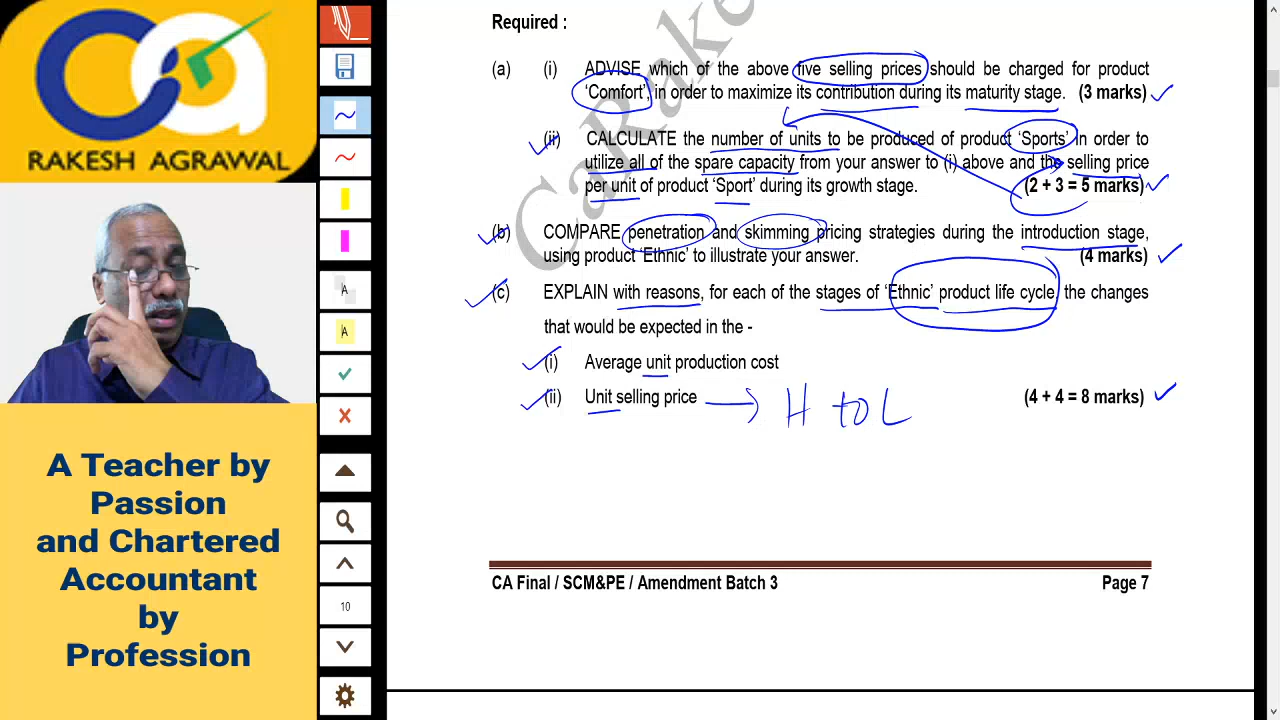 RAKESH AGRAWAL
A Teacher by
Passion
and Chartered
Accountant
by
Profession
A
A
10
CaRake
Required :
(a) (i) ADVISE which of the above five selling prices should be charged for product
'Comfort', in order to maximize its contribution during its maturity stage. (3 marks)
(ii) CALCULATE the number of units to be produced of product 'Sports' in order to
utilize all of the spare capacity from your answer to (i) above and the selling price
per unit of product 'Sport' during its growth stage. (2 + 3 = 5 marks)
(b) COMPARE penetration and skimming pricing strategies during the introduction stage,
using product 'Ethnic' to illustrate your answer. (4 marks)
(c) EXPLAIN with reasons, for each of the stages of 'Ethnic' product life cycle, the changes
that would be expected in the -
(i) Average unit production cost
(ii) Unit selling price H to L (4 + 4 = 8 marks)
CA Final / SCM&PE / Amendment Batch 3 Page 7